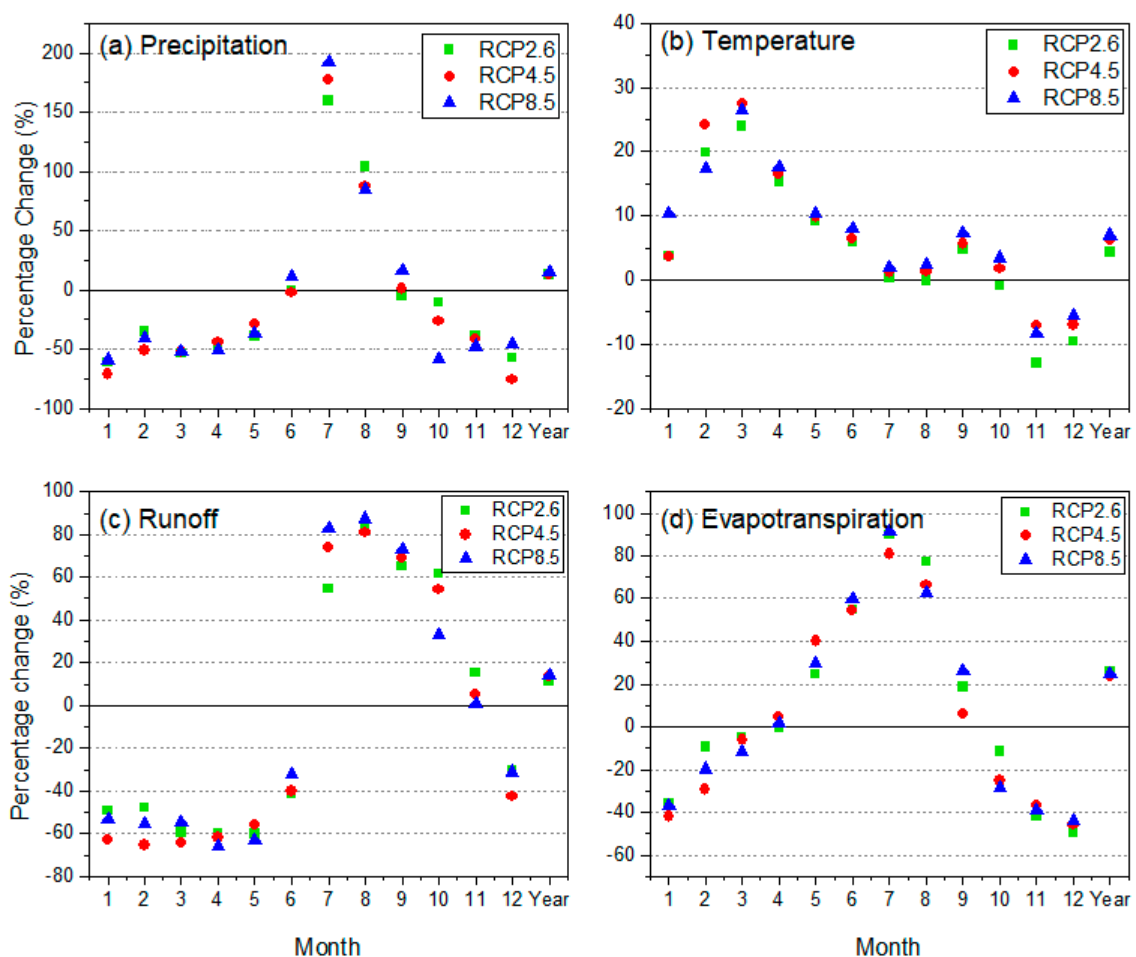 (a) Precipitation
RCP2.6
RCP4.5
RCP8.5
Percentage Change (%)
200
150
100
50
0
-50
-100
1 2 3 4 5 6 7 8 9 10 11 12 Year
(b) Temperature
RCP2.6
RCP4.5
RCP8.5
40
30
20
10
0
-10
-20
1 2 3 4 5 6 7 8 9 10 11 12 Year
(c) Runoff
RCP2.6
RCP4.5
RCP8.5
Percentage change (%)
100
80
60
40
20
0
-20
-40
-60
-80
1 2 3 4 5 6 7 8 9 10 11 12 Year
Month
(d) Evapotranspiration
RCP2.6
RCP4.5
RCP8.5
100
80
60
40
20
0
-20
-40
-60
1 2 3 4 5 6 7 8 9 10 11 12 Year
Month